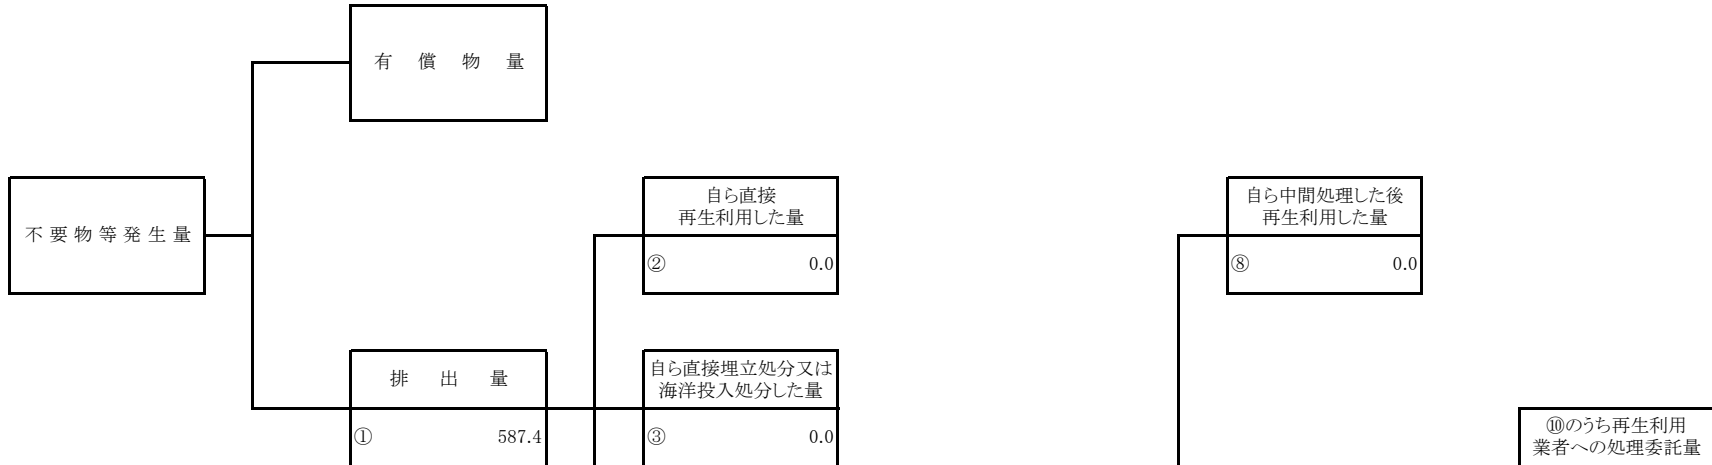 有 償 物 量
不要物等発生量
自ら直接
再生利用した量
② 0.0
自ら中間処理した後
再生利用した量
⑧ 0.0
排 出 量
① 587.4
自ら直接埋立処分又は
海洋投入処分した量
③ 0.0
⑩のうち再生利用
業者への処理委託量